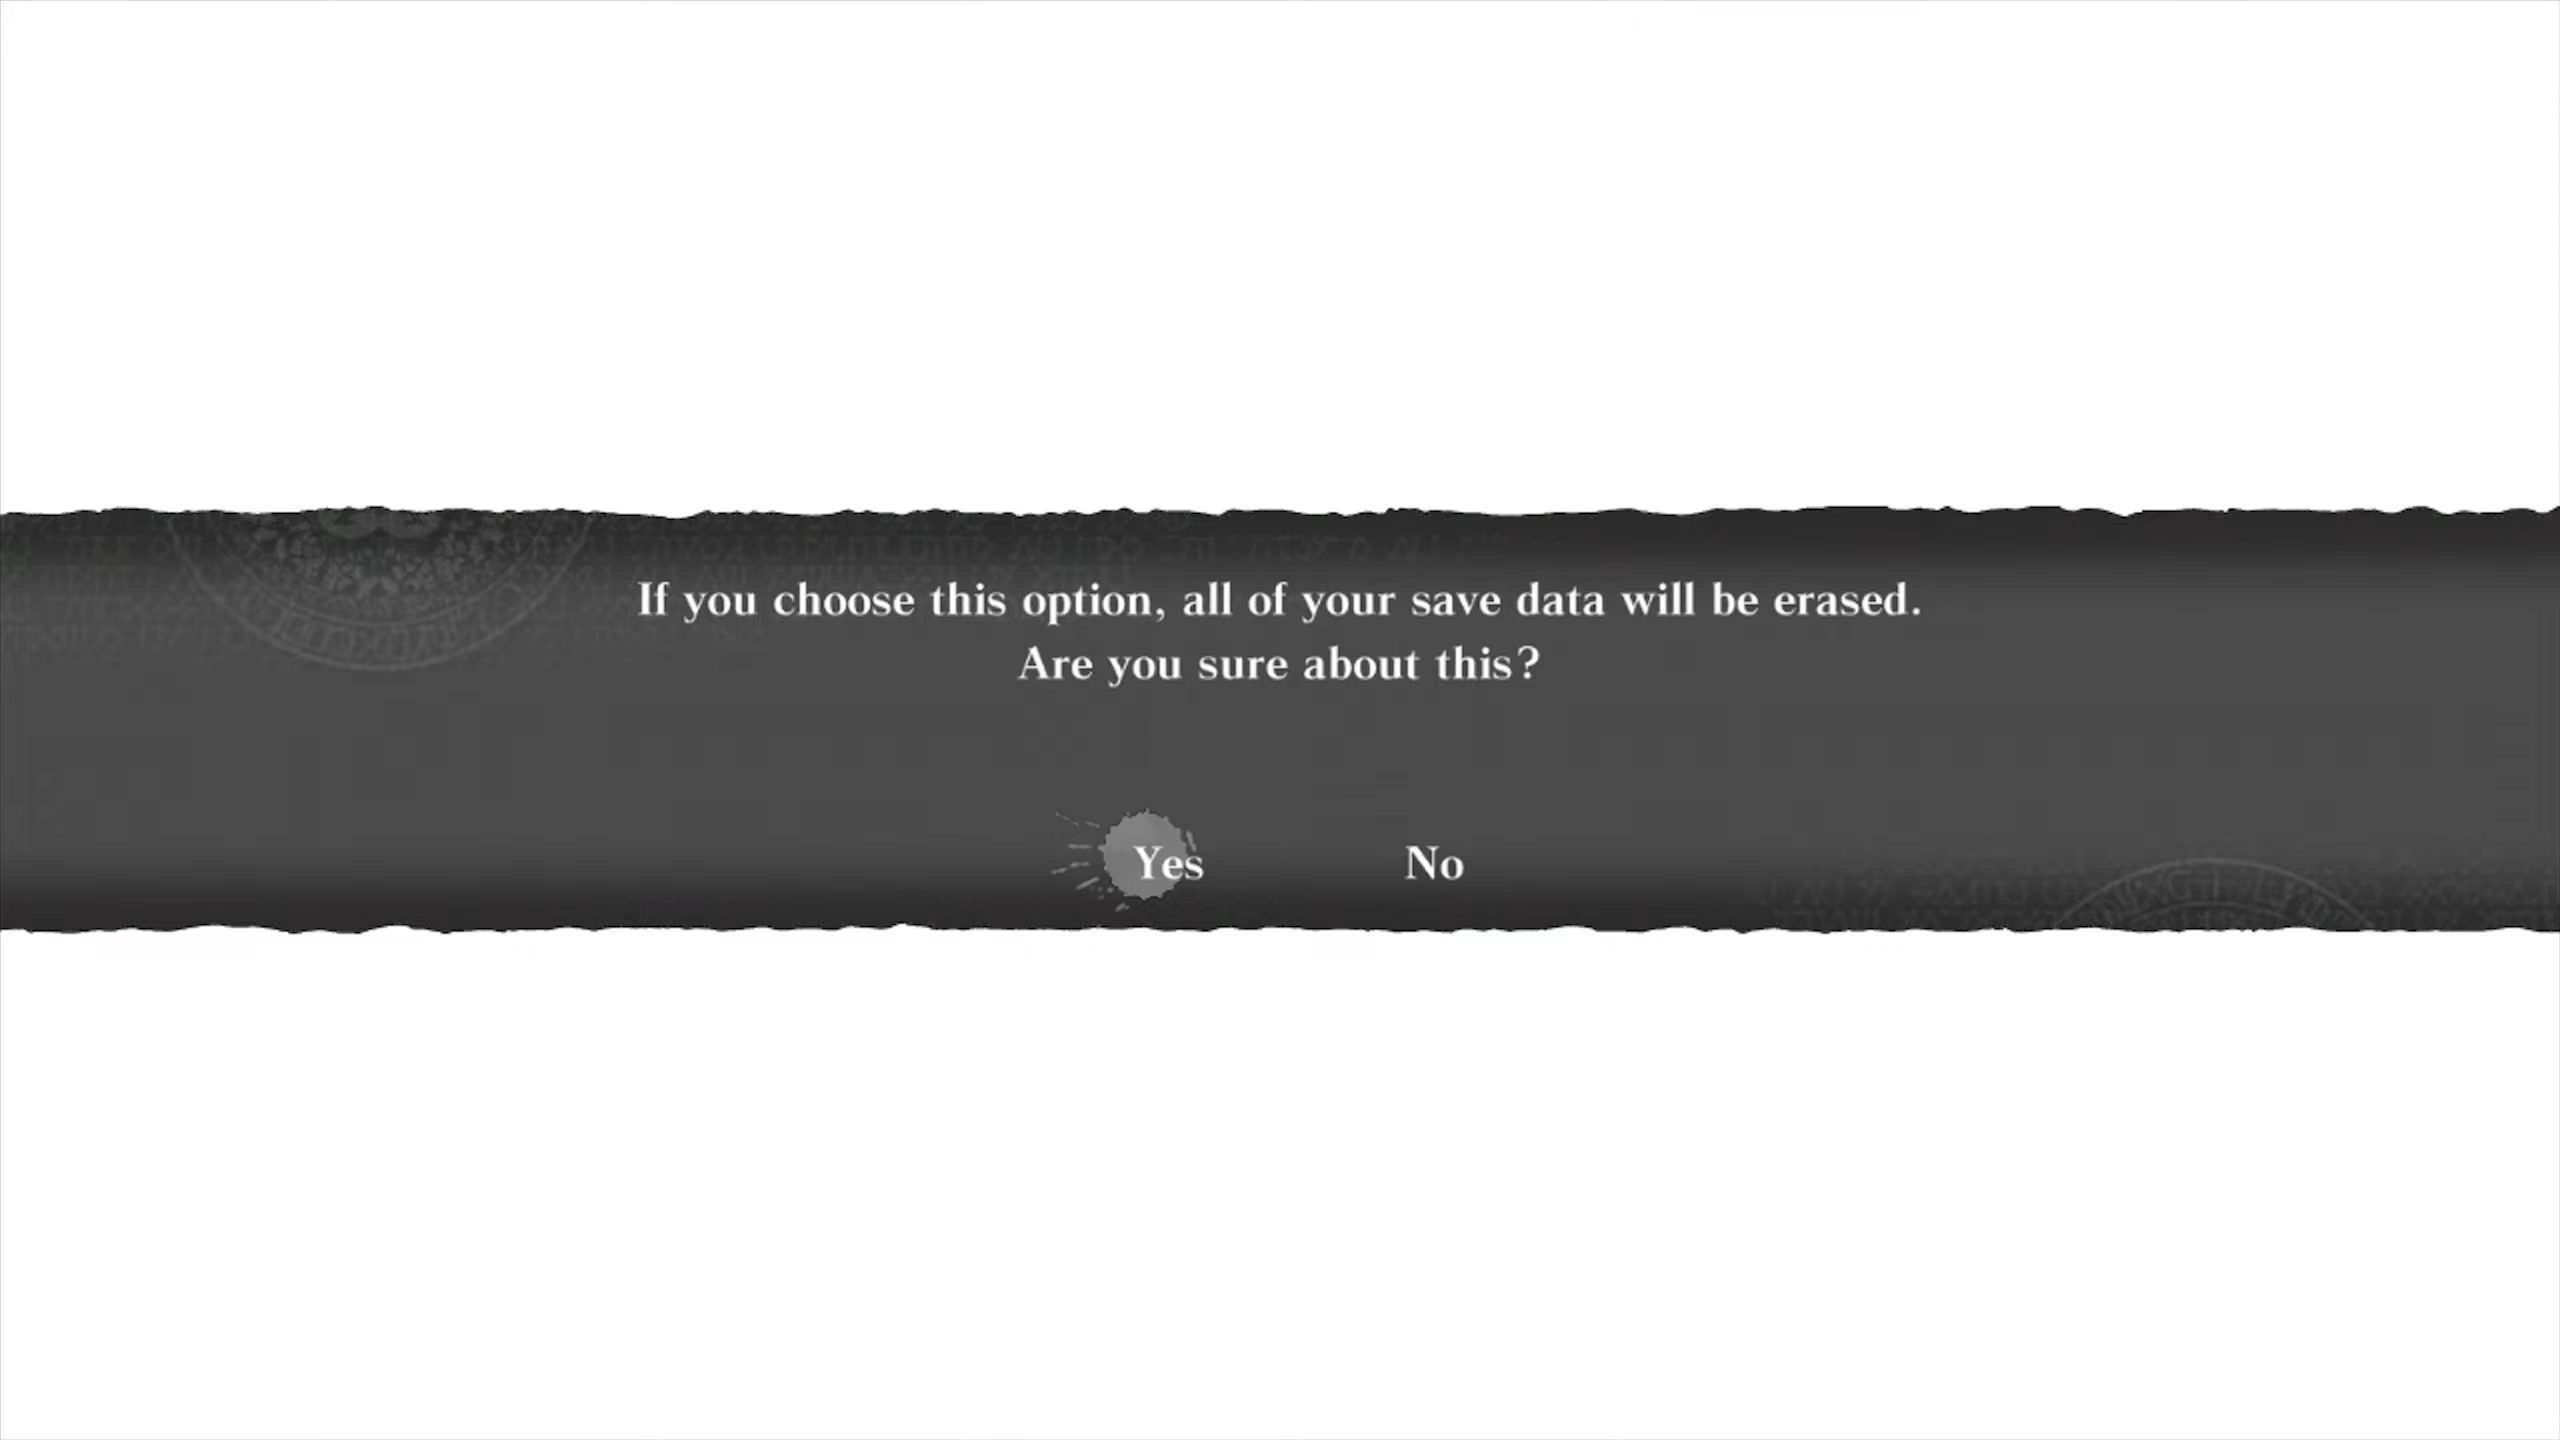 If you choose this option, all of your save data will be erased.
Are you sure about this?
Yes No